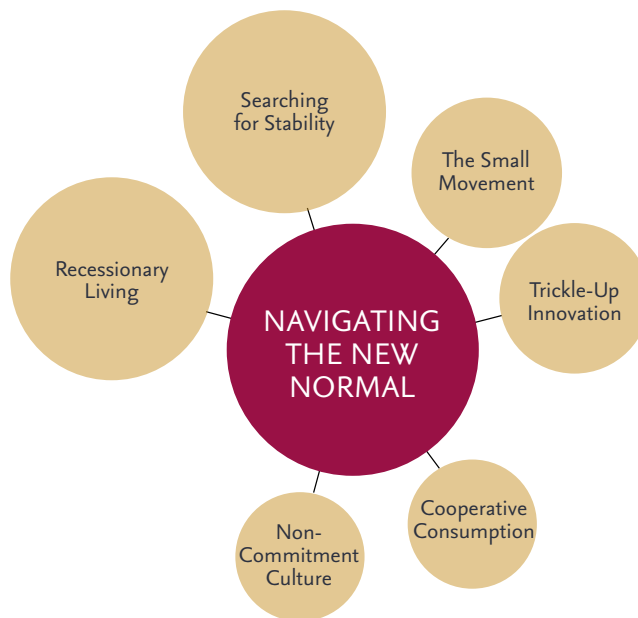 Searching
for Stability
The Small
Movement
Recessionary
Living
Trickle-Up
Innovation
NAVIGATING
THE NEW
NORMAL
Cooperative
Consumption
Non-
Commitment
Culture